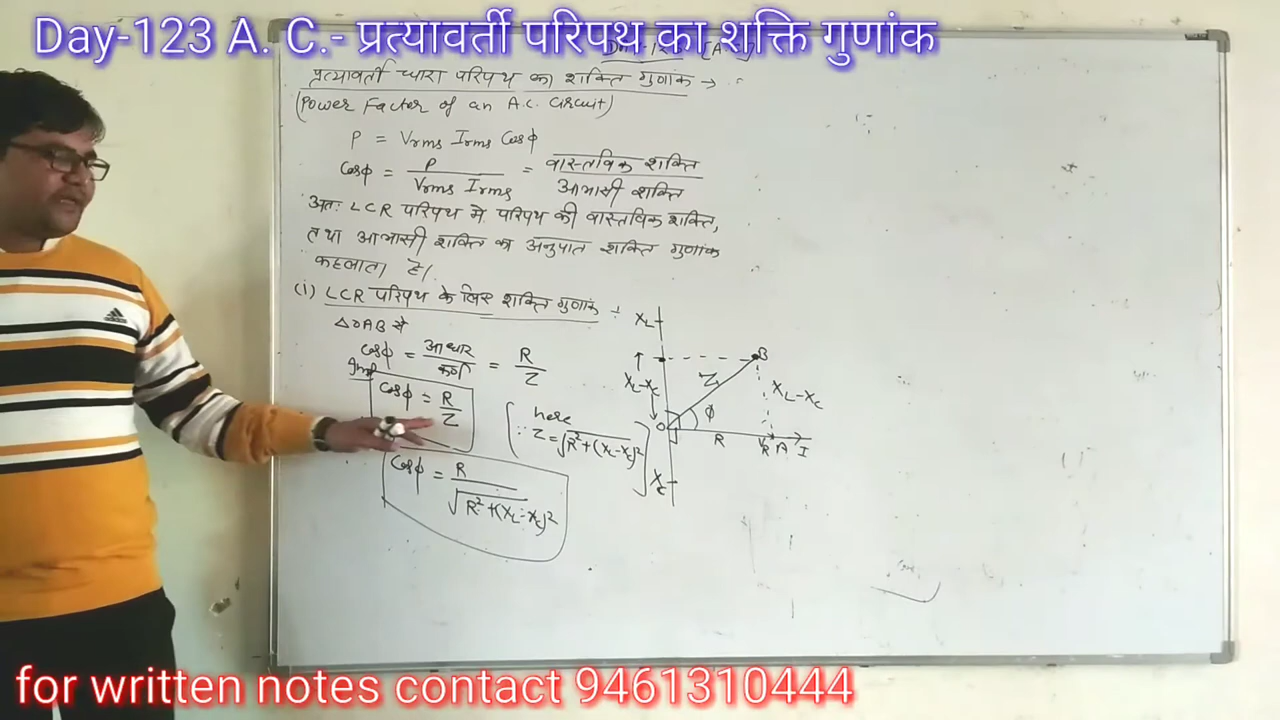 Day-123 A. C.- प्रत्यावर्ती परिपथ का शक्ति गुणांक
प्रत्यावर्ती धारा परिपथ का शक्ति गुणांक →
(Power Factor of an A.C. Circuit)
P = Vrms Irms Cosφ
Cosφ = P / Vrms Irms = वास्तविक शक्ति / आभासी शक्ति
अतः LCR परिपथ मे परिपथ की वास्तविक शक्ति,
तथा आभासी शक्ति का अनुपात शक्ति गुणांक
कहलाता है।
(i) LCR परिपथ के लिए शक्ति गुणांक ÷
△OAB से
Cosφ = आधार / कर्ण = R / Z
Imp
Cosφ = R / Z
here
∵ Z = √R²+(XL-XC)²
Cosφ = R / √R²+(XL-XC)²
XL
B
XL-XC
Z
XL-XC
O
φ
R
A
I
XC
for written notes contact 9461310444